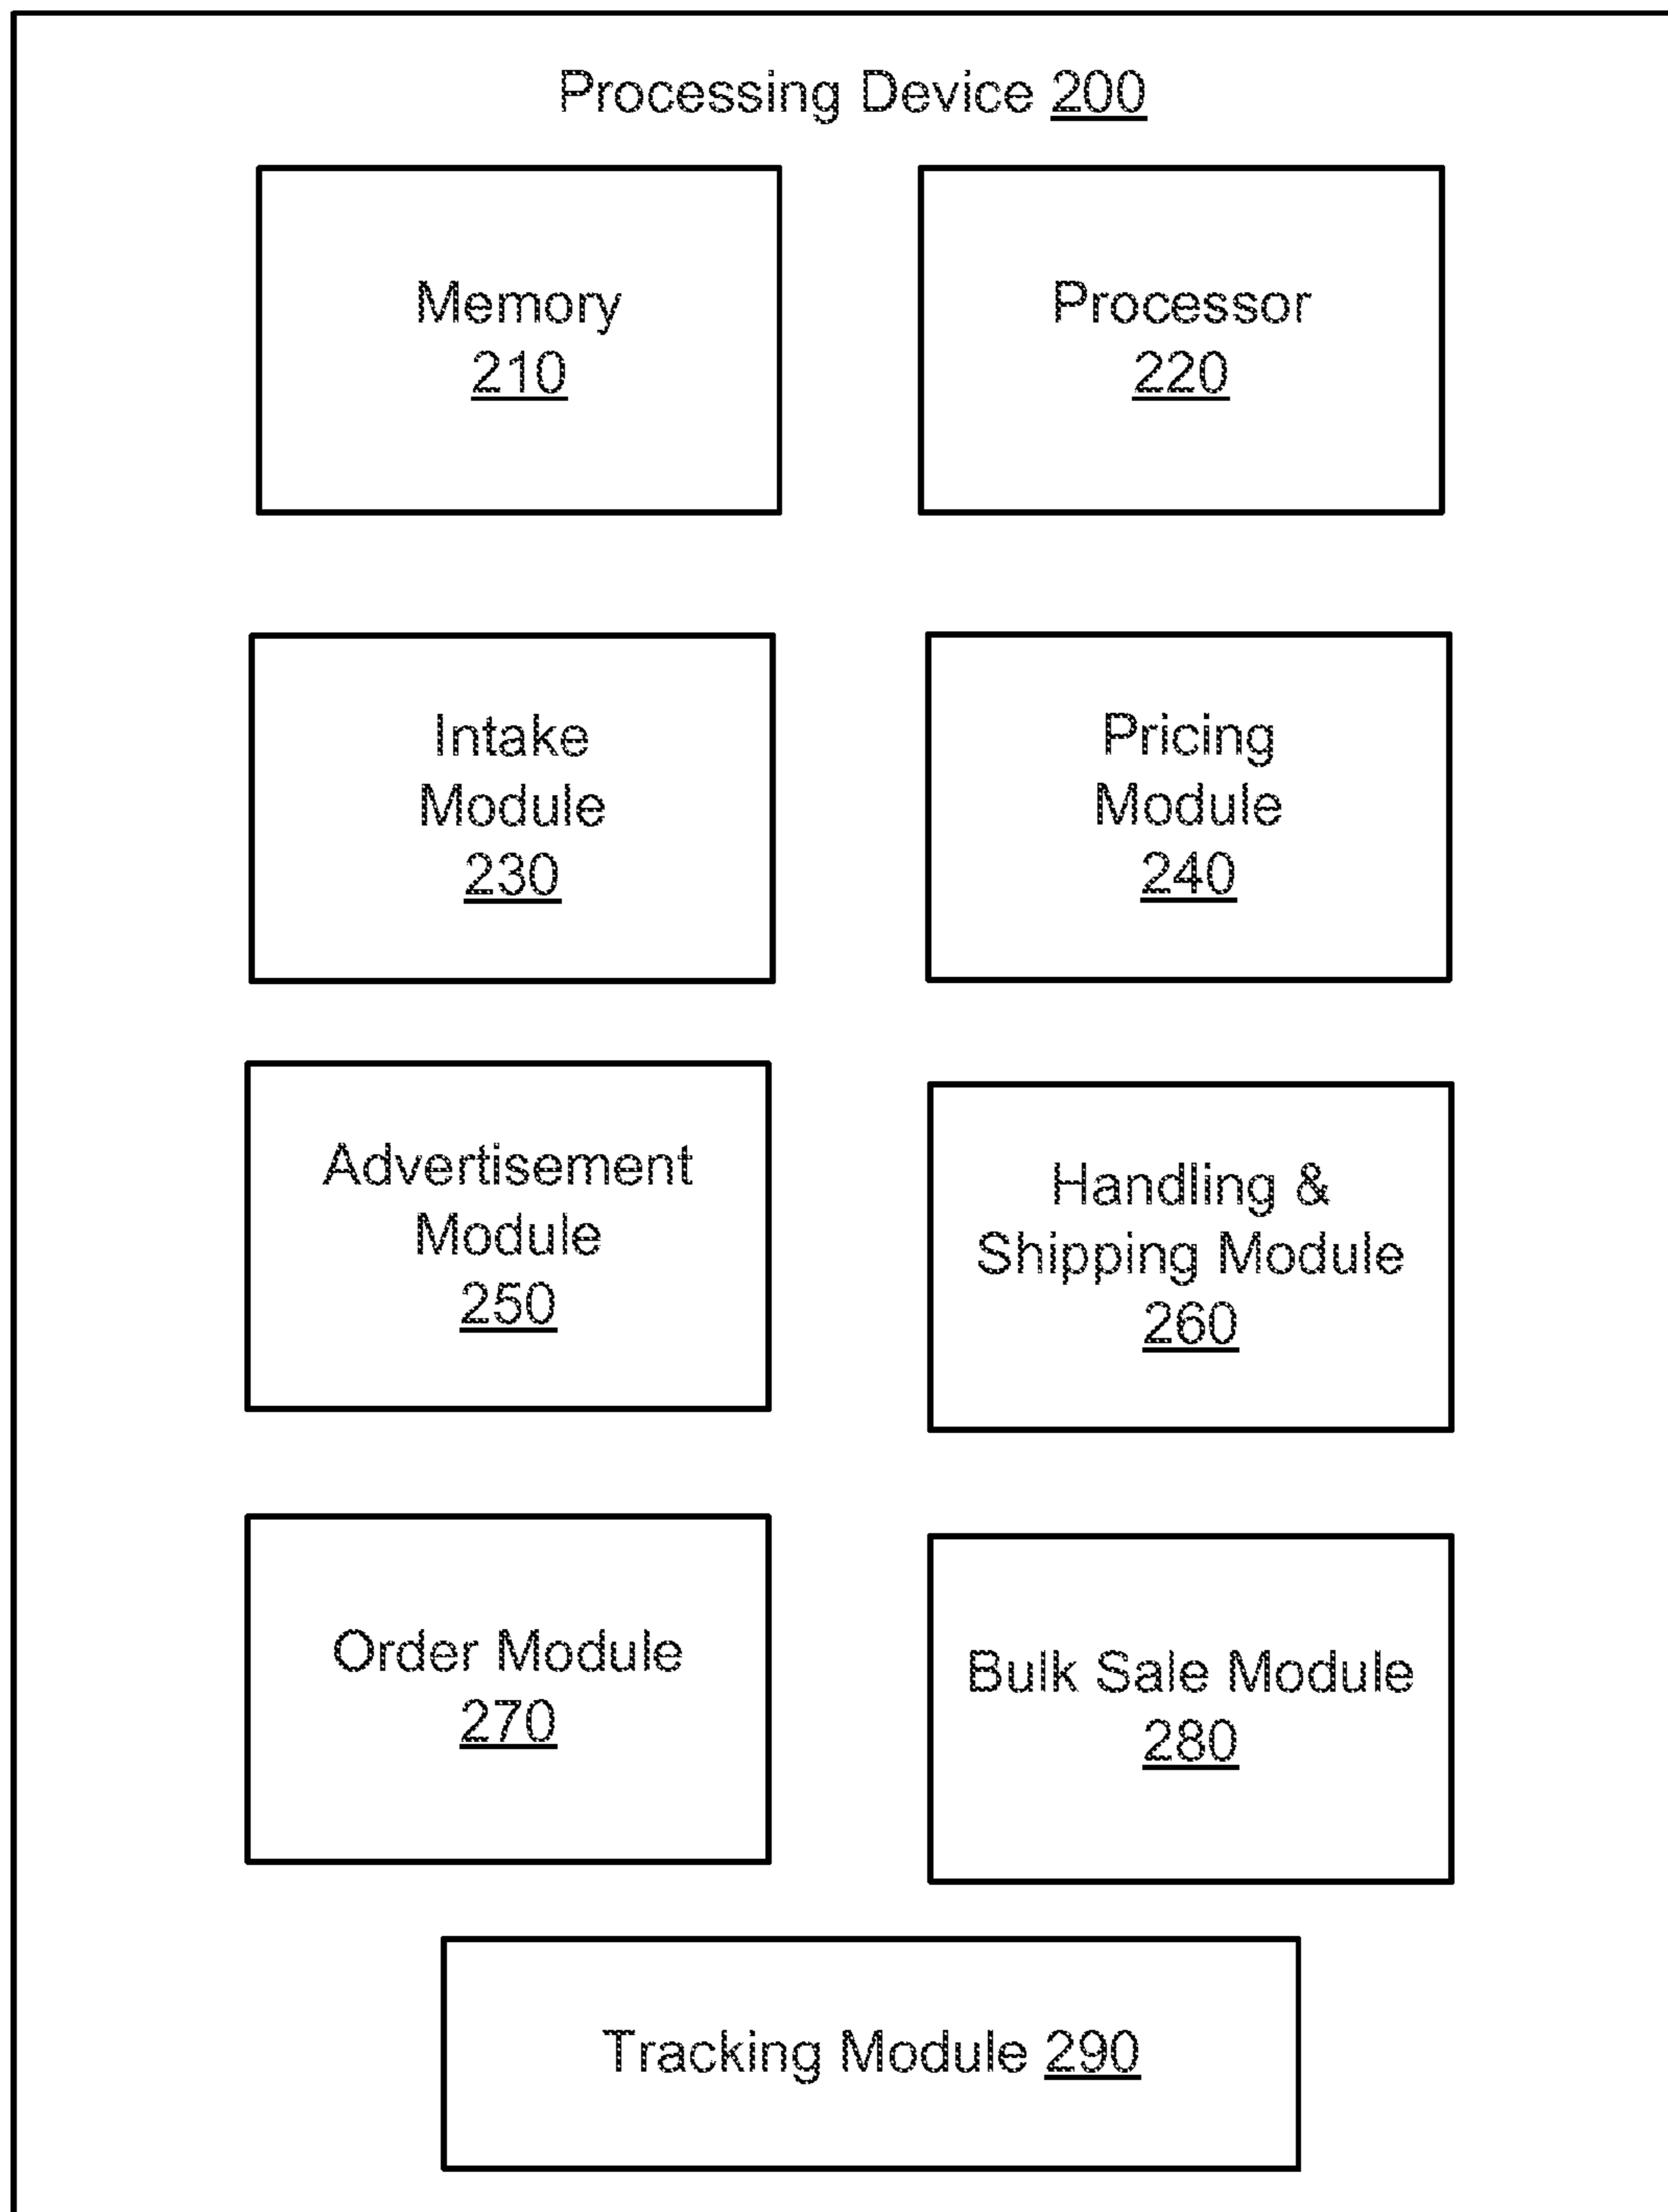 Processing Device 200
Memory
210
Processor
220
Intake
Module
230
Pricing
Module
240
Advertisement
Module
250
Handling &
Shipping Module
260
Order Module
270
Bulk Sale Module
280
Tracking Module 290